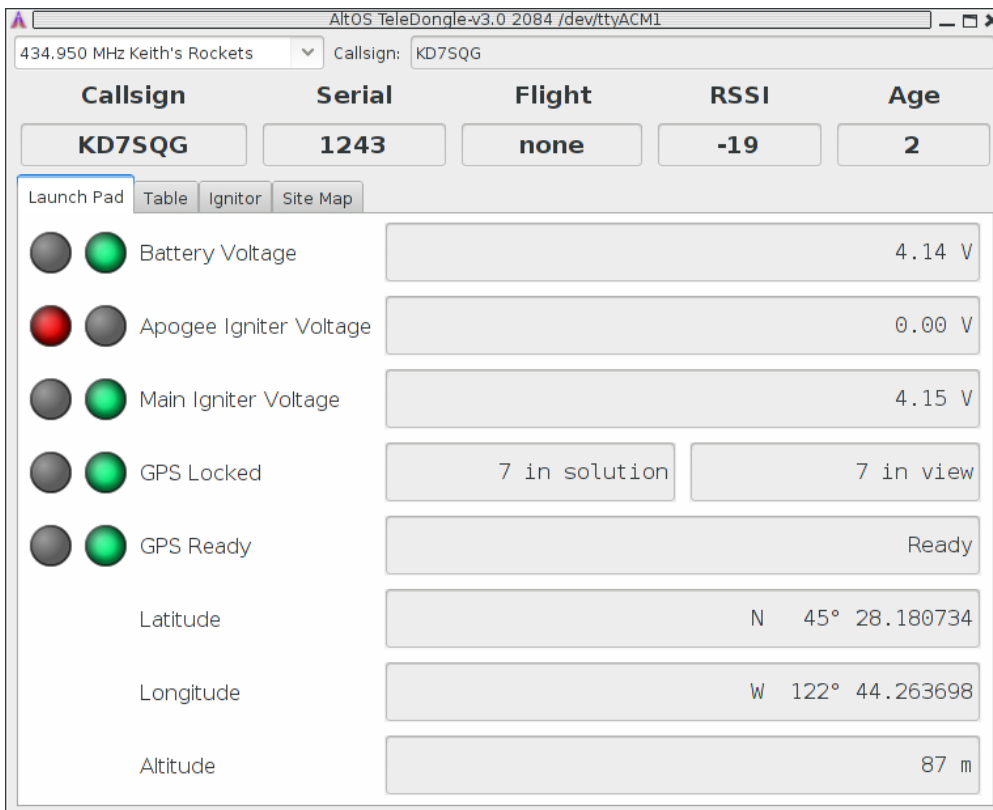 AltOS TeleDongle-v3.0 2084 /dev/ttyACM1
434.950 MHz Keith's Rockets Callsign: KD7SQG
Callsign Serial Flight RSSI Age
KD7SQG 1243 none -19 2
Launch Pad Table Ignitor Site Map
Battery Voltage 4.14 V
Apogee Igniter Voltage 0.00 V
Main Igniter Voltage 4.15 V
GPS Locked 7 in solution 7 in view
GPS Ready Ready
Latitude N 45° 28.180734
Longitude W 122° 44.263698
Altitude 87 m